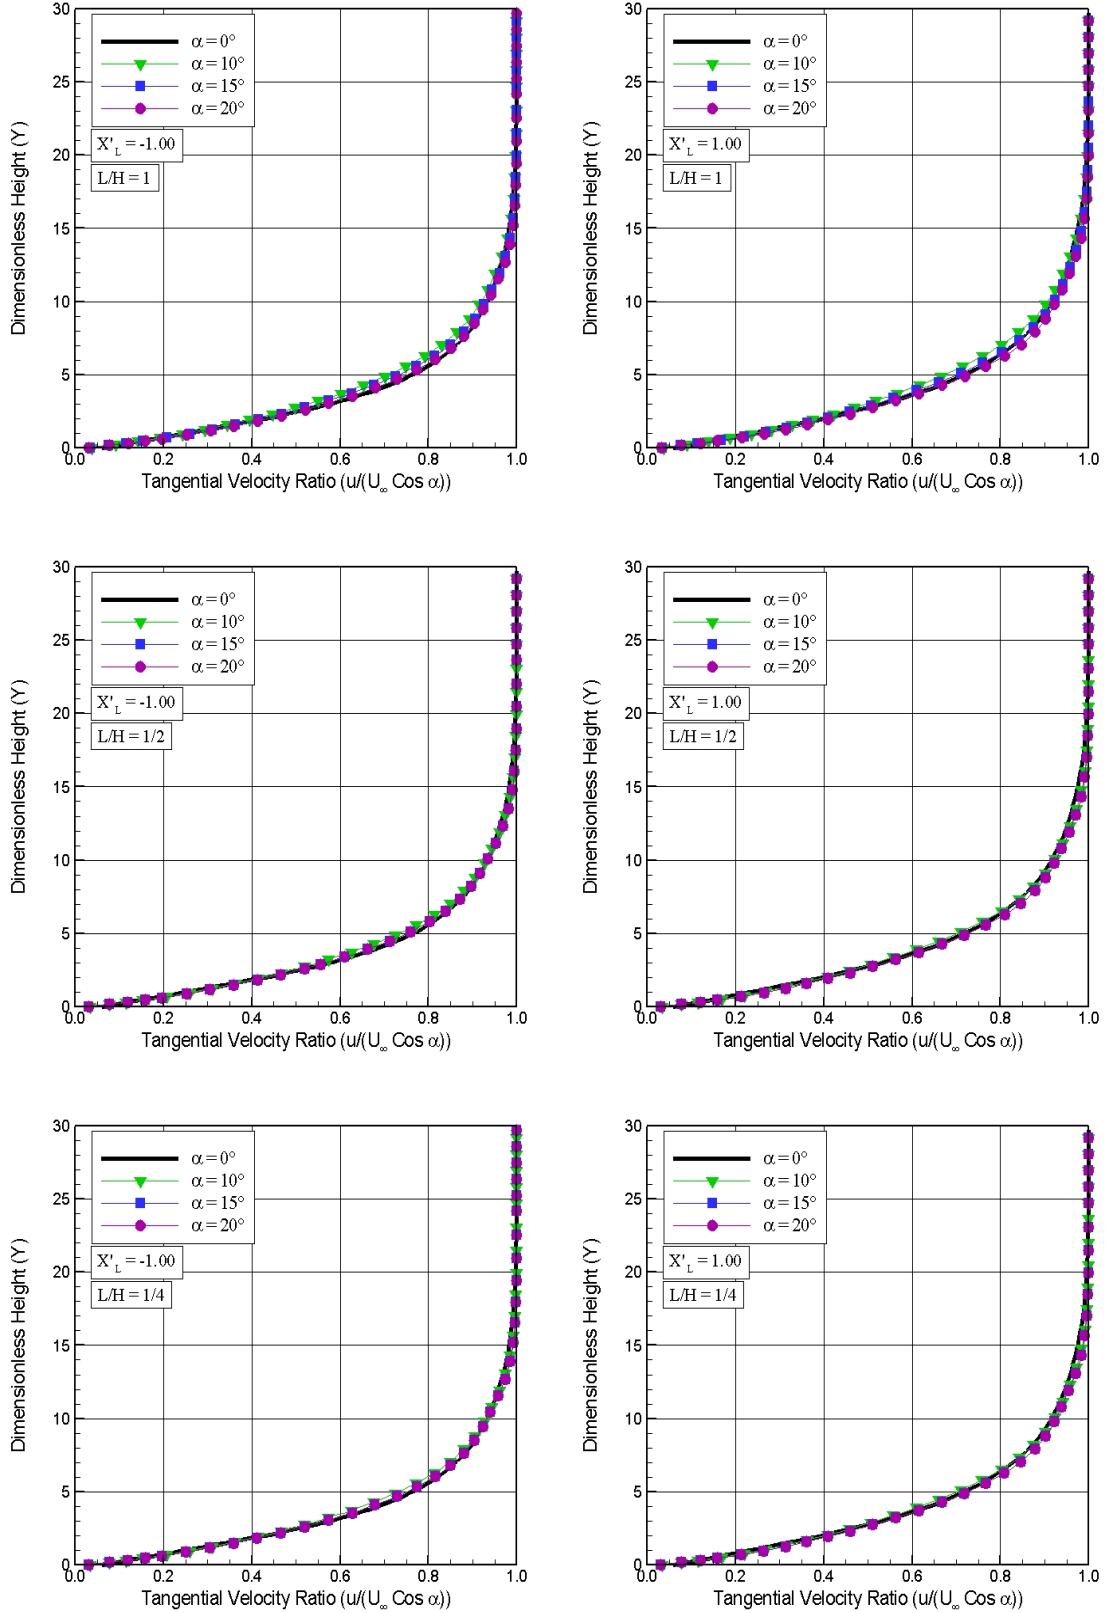 30
25
20
15
10
5
0
Dimensionless Height (Y)
α = 0°
α = 10°
α = 15°
α = 20°
X'L = -1.00
L/H = 1
0.0 0.2 0.4 0.6 0.8 1.0
Tangential Velocity Ratio (u/(U∞ Cos α))
30
25
20
15
10
5
0
Dimensionless Height (Y)
α = 0°
α = 10°
α = 15°
α = 20°
X'L = 1.00
L/H = 1
0.0 0.2 0.4 0.6 0.8 1.0
Tangential Velocity Ratio (u/(U∞ Cos α))
30
25
20
15
10
5
0
Dimensionless Height (Y)
α = 0°
α = 10°
α = 15°
α = 20°
X'L = -1.00
L/H = 1/2
0.0 0.2 0.4 0.6 0.8 1.0
Tangential Velocity Ratio (u/(U∞ Cos α))
30
25
20
15
10
5
0
Dimensionless Height (Y)
α = 0°
α = 10°
α = 15°
α = 20°
X'L = 1.00
L/H = 1/2
0.0 0.2 0.4 0.6 0.8 1.0
Tangential Velocity Ratio (u/(U∞ Cos α))
30
25
20
15
10
5
0
Dimensionless Height (Y)
α = 0°
α = 10°
α = 15°
α = 20°
X'L = -1.00
L/H = 1/4
0.0 0.2 0.4 0.6 0.8 1.0
Tangential Velocity Ratio (u/(U∞ Cos α))
30
25
20
15
10
5
0
Dimensionless Height (Y)
α = 0°
α = 10°
α = 15°
α = 20°
X'L = 1.00
L/H = 1/4
0.0 0.2 0.4 0.6 0.8 1.0
Tangential Velocity Ratio (u/(U∞ Cos α))